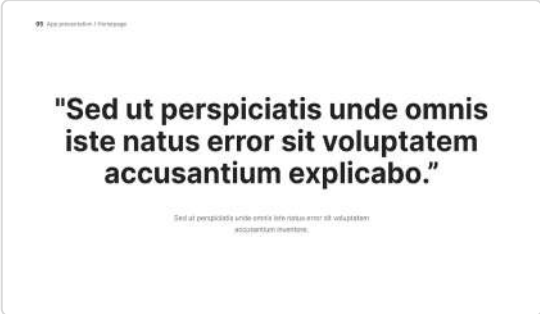 05 App presentation / Homepage
"Sed ut perspiciatis unde omnis
iste natus error sit voluptatem
accusantium explicabo.”
Sed ut perspiciatis unde omnis iste natus error sit voluptatem
accusantium inventore.